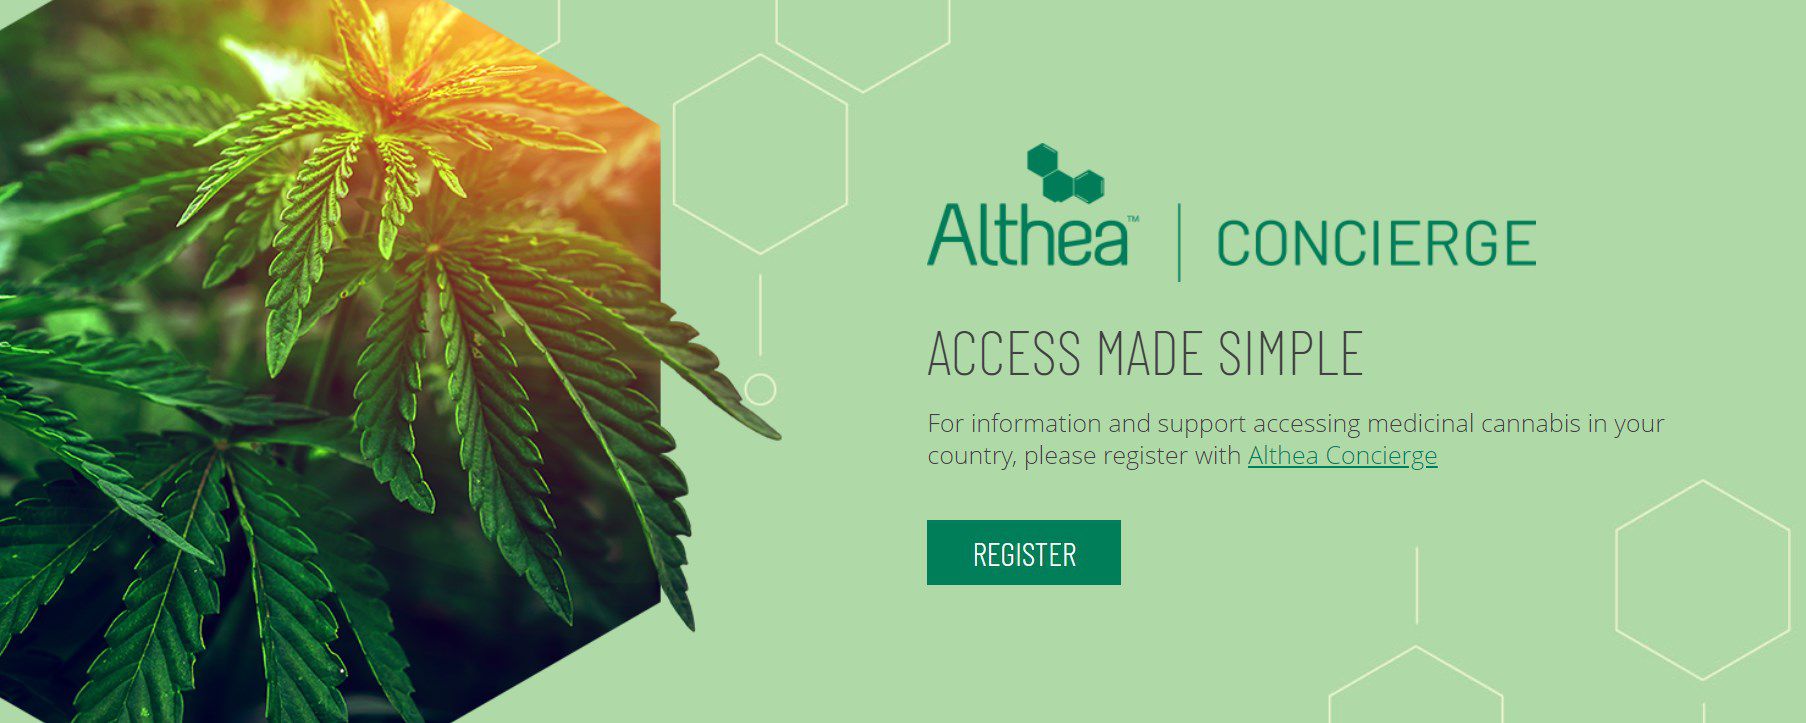 Althea™ | CONCIERGE
ACCESS MADE SIMPLE
For information and support accessing medicinal cannabis in your
country, please register with Althea Concierge
REGISTER